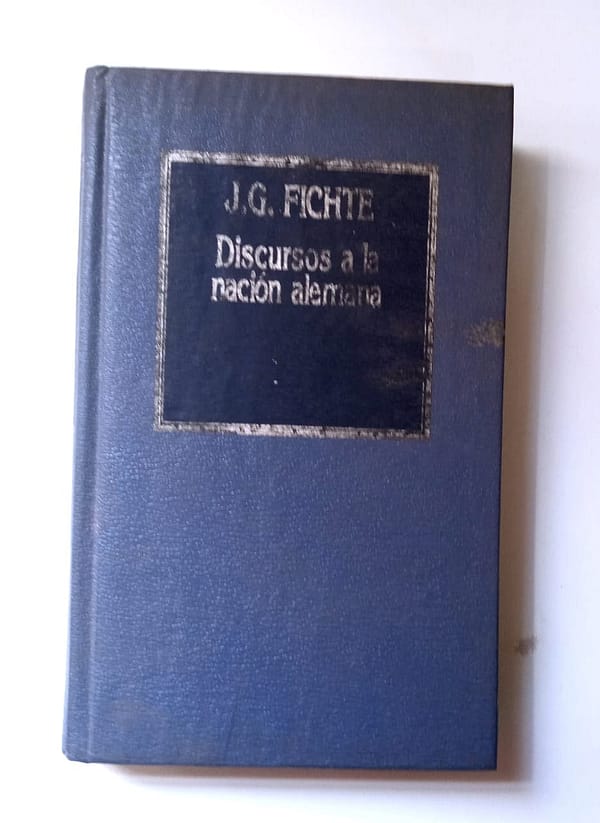 J.G. FICHTE
Discursos a la
nación alemana